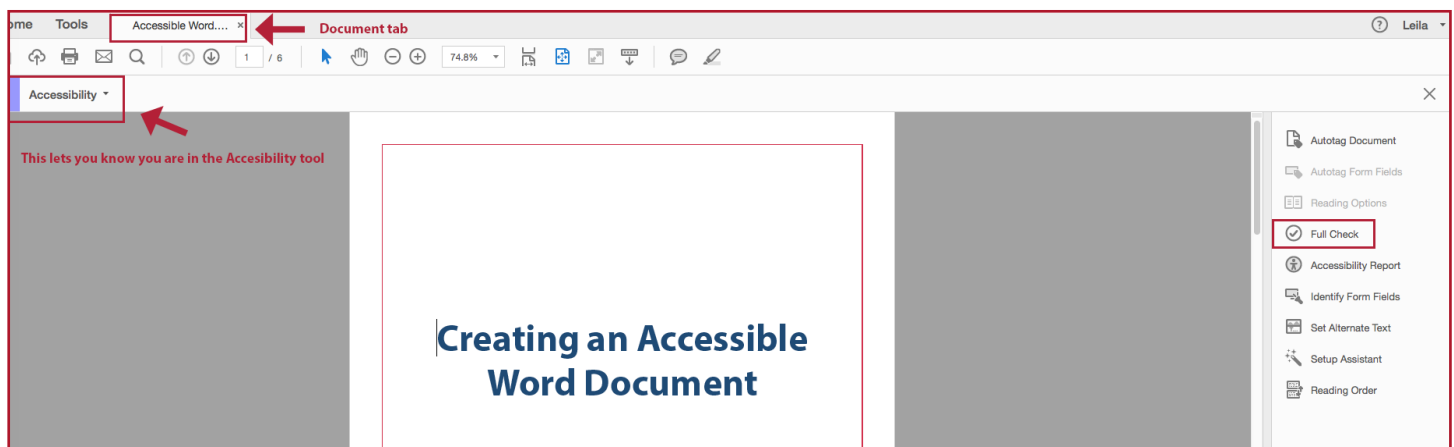 ome Tools Accessible Word.... × Document tab ? Leila
1 / 6 74.8%
Accessibility
This lets you know you are in the Accesibility tool
Creating an Accessible
Word Document
Autotag Document
Autotag Form Fields
Reading Options
Full Check
Accessibility Report
Identify Form Fields
Set Alternate Text
Setup Assistant
Reading Order